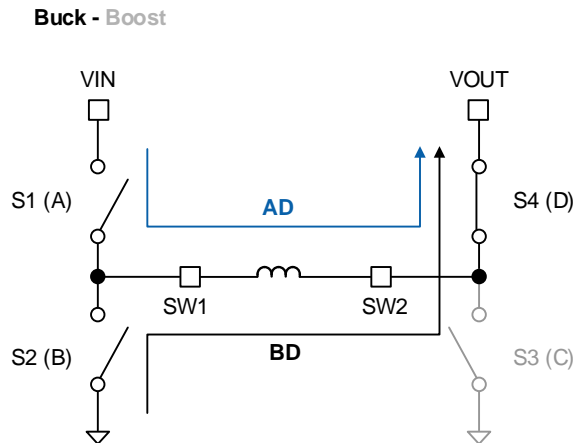 Buck - Boost
VIN
VOUT
S1 (A)
AD
S4 (D)
SW1
SW2
S2 (B)
BD
S3 (C)